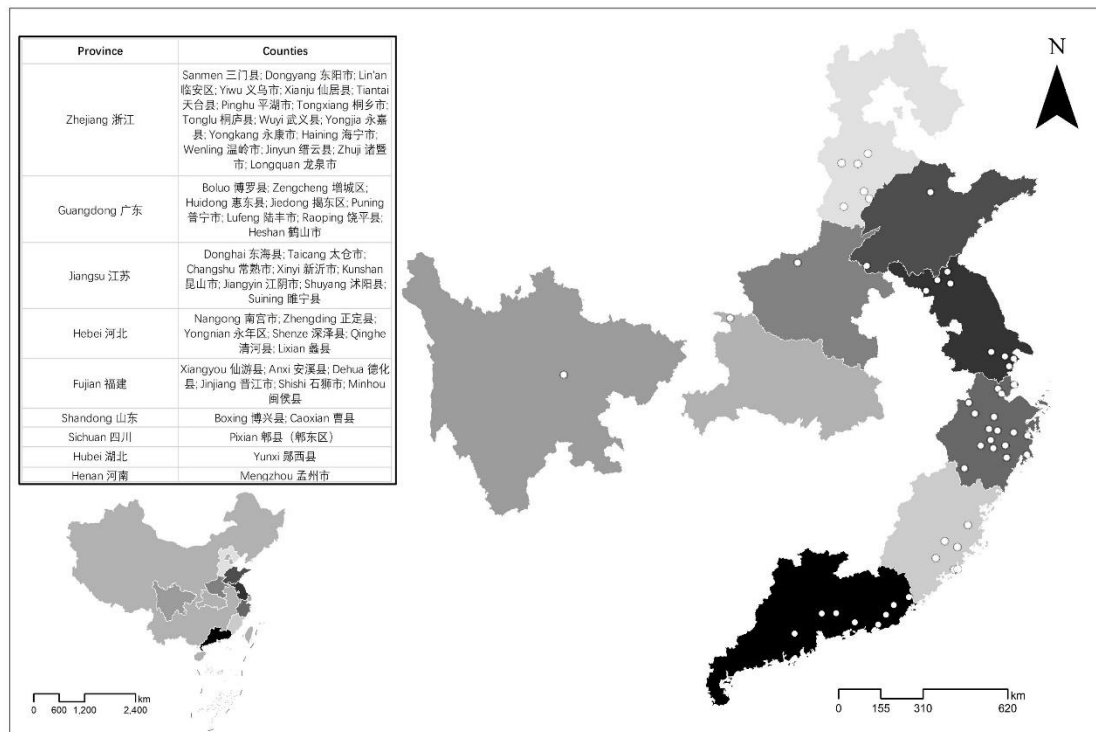 Province Counties
Sanmen 三门县; Dongyang 东阳市; Lin'an
临安区; Yiwu 义乌市; Xianju 仙居县; Tiantai
天台县; Pinghu 平湖市; Tongxiang 桐乡市;
Tonglu 桐庐县; Wuyi 武义县; Yongjia 永嘉
县; Yongkang 永康市; Haining 海宁市;
Wenling 温岭市; Jinyun 缙云县; Zhuji 诸暨
市; Longquan 龙泉市
Zhejiang 浙江
Boluo 博罗县; Zengcheng 增城区;
Huidong 惠东县; Jiedong 揭东区; Puning
普宁市; Lufeng 陆丰市; Raoping 饶平县;
Heshan 鹤山市
Guangdong 广东
Donghai 东海县; Taicang 太仓市;
Changshu 常熟市; Xinyi 新沂市; Kunshan
昆山市; Jiangyin 江阴市; Shuyang 沭阳县;
Suining 睢宁县
Jiangsu 江苏
Nangong 南宫市; Zhengding 正定县;
Yongnian 永年区; Shenze 深泽县; Qinghe
清河县; Lixian 蠡县
Hebei 河北
Xiangyou 仙游县; Anxi 安溪县; Dehua 德化
县; Jinjiang 晋江市; Shishi 石狮市; Minhou
闽侯县
Fujian 福建
Shandong 山东 Boxing 博兴县; Caoxian 曹县
Sichuan 四川 Pixian 郫县（郫东区）
Hubei 湖北 Yunxi 郧西县
Henan 河南 Mengzhou 孟州市
N
km
0 600 1,200 2,400
km
0 155 310 620